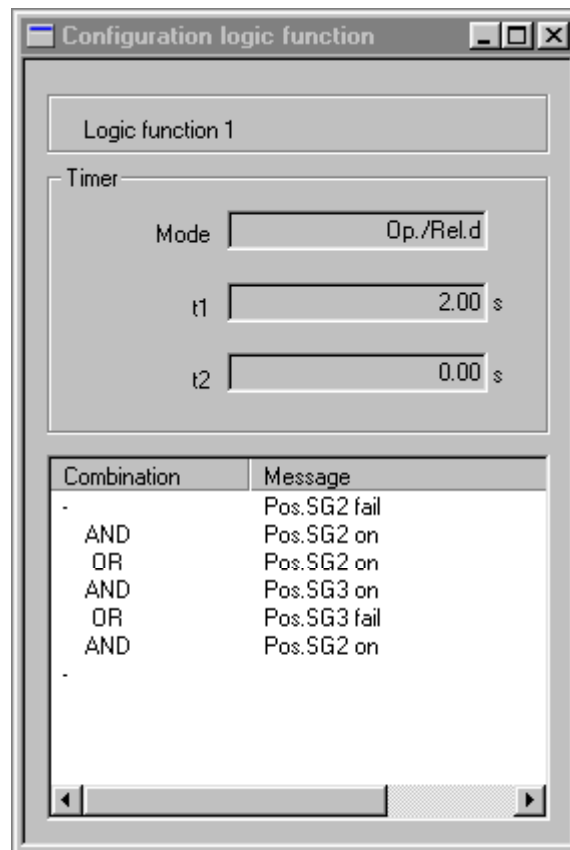 Configuration logic function
Logic function 1
Timer
Mode Op./Rel.d
t1 2.00 s
t2 0.00 s
Combination Message
- Pos.SG2 fail
AND Pos.SG2 on
OR Pos.SG2 on
AND Pos.SG3 on
OR Pos.SG3 fail
AND Pos.SG2 on
-